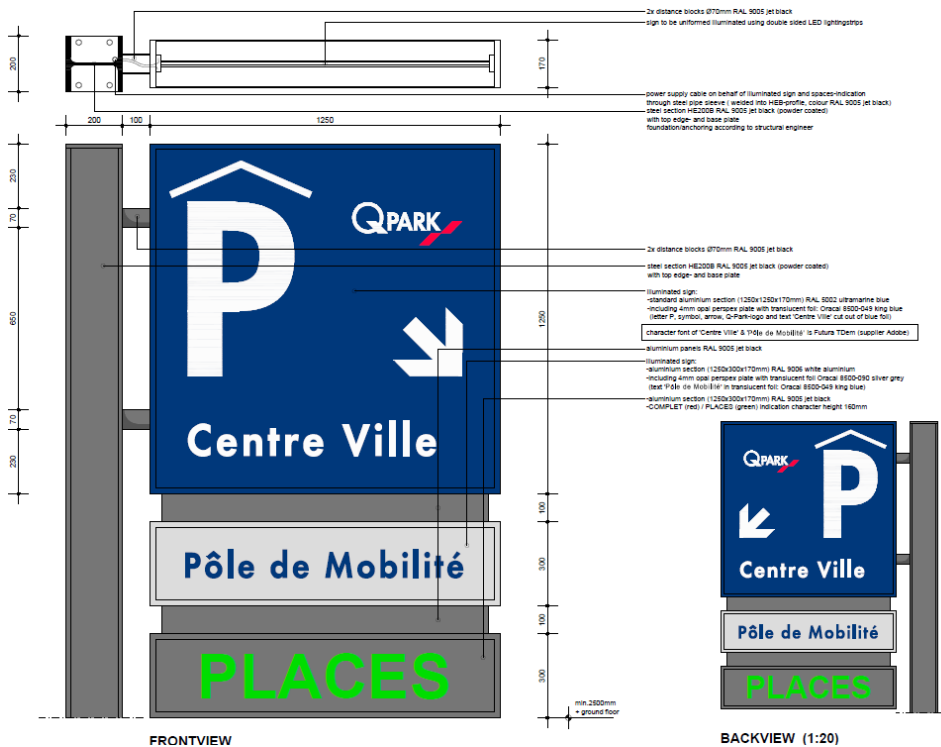 2x distance blocks Ø70mm RAL 9005 jet black
sign to be uniformed illuminated using double sided LED lightingstrips
200
170
power supply cable on behalf of illuminated sign and spaces-indication
through steel pipe sleeve ( welded into HEB-profile, colour RAL 9005 jet black)
steel section HE200B RAL 9005 jet black (powder coated)
with top edge- and base plate
foundation/anchoring according to structural engineer
200
100
1250
230
70
650
70
230
P
QPARK
Centre Ville
Pôle de Mobilité
PLACES
1250
100
300
100
300
2x distance blocks Ø70mm RAL 9005 jet black
steel section HE200B RAL 9005 jet black (powder coated)
with top edge- and base plate
illuminated sign:
-standard aluminium section (1250x1250x170mm) RAL 5002 ultramarine blue
-including 4mm opal perspex plate with translucent foil: Oracal 8500-049 king blue
(letter P, symbol, arrow, Q-Park-logo and text 'Centre Ville' cut out of blue foil)
character font of 'Centre Ville' & 'Pôle de Mobilité' is Futura TDem (supplier Adobe)
aluminium panels RAL 9005 jet black
illuminated sign:
-aluminium section (1250x300x170mm) RAL 9006 white aluminium
-including 4mm opal perspex plate with translucent foil Oracal 8500-090 silver grey
(text 'Pôle de Mobilité' in translucent foil: Oracal 8500-049 king blue)
-aluminium section (1250x300x170mm) RAL 9005 jet black
-COMPLET (red) / PLACES (green) indication character height 160mm
min.2500mm
+ ground floor
FRONTVIEW
QPARK
P
Centre Ville
Pôle de Mobilité
PLACES
BACKVIEW (1:20)